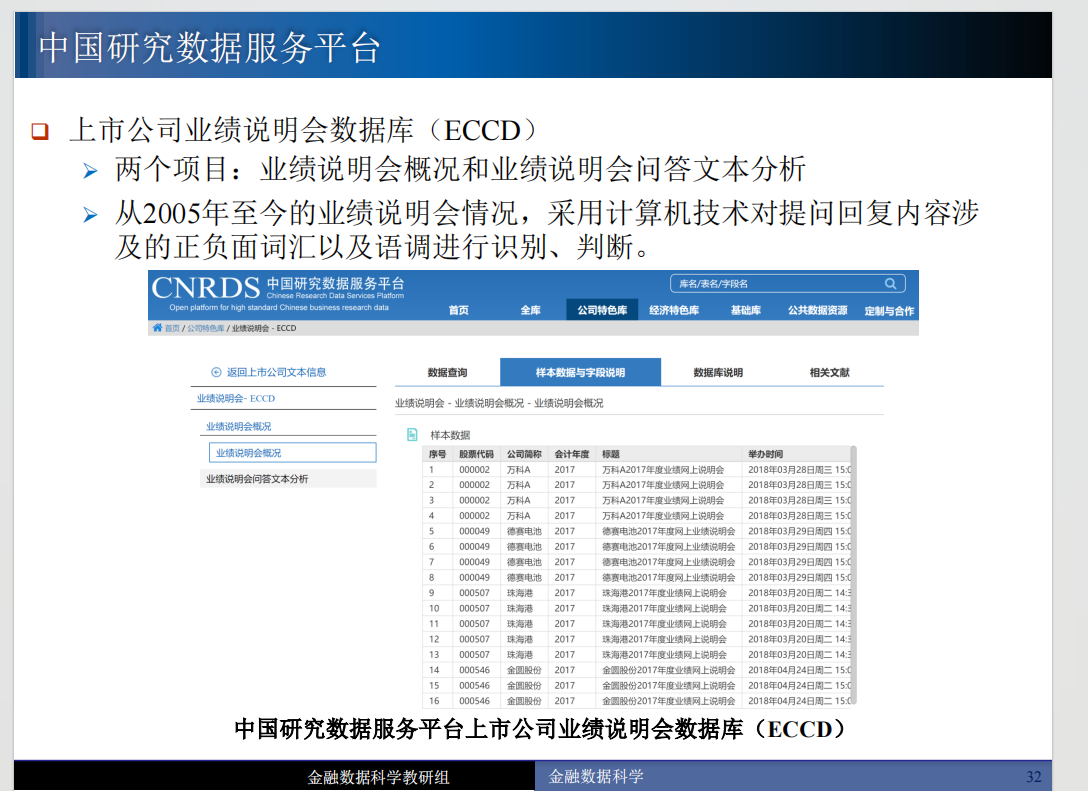 中国研究数据服务平台
上市公司业绩说明会数据库（ECCD）
两个项目：业绩说明会概况和业绩说明会问答文本分析
从2005年至今的业绩说明会情况，采用计算机技术对提问回复内容涉
及的正负面词汇以及语调进行识别、判断。
CNRDS 中国研究数据服务平台
Chinese Research Data Services Platform
Open platform for high standard Chinese business research data
库名/表名/字段名
首页 全库 公司特色库 经济特色库 基础库 公共数据资源 定制与合作
首页 / 公司特色库 / 业绩说明会 - ECCD
返回上市公司文本信息
业绩说明会- ECCD
业绩说明会概况
业绩说明会概况
业绩说明会问答文本分析
数据查询 样本数据与字段说明 数据库说明 相关文献
业绩说明会 - 业绩说明会概况 - 业绩说明会概况
样本数据
序号 股票代码 公司简称 会计年度 标题 举办时间
1 000002 万科A 2017 万科A2017年度业绩网上说明会 2018年03月28日周三 15:0
2 000002 万科A 2017 万科A2017年度业绩网上说明会 2018年03月28日周三 15:0
3 000002 万科A 2017 万科A2017年度业绩网上说明会 2018年03月28日周三 15:0
4 000002 万科A 2017 万科A2017年度业绩网上说明会 2018年03月28日周三 15:0
5 000049 德赛电池 2017 德赛电池2017年度网上业绩说明会 2018年03月29日周四 15:0
6 000049 德赛电池 2017 德赛电池2017年度网上业绩说明会 2018年03月29日周四 15:0
7 000049 德赛电池 2017 德赛电池2017年度网上业绩说明会 2018年03月29日周四 15:0
8 000049 德赛电池 2017 德赛电池2017年度网上业绩说明会 2018年03月29日周四 15:0
9 000507 珠海港 2017 珠海港2017年度业绩网上说明会 2018年03月20日周二 14:3
10 000507 珠海港 2017 珠海港2017年度业绩网上说明会 2018年03月20日周二 14:3
11 000507 珠海港 2017 珠海港2017年度业绩网上说明会 2018年03月20日周二 14:3
12 000507 珠海港 2017 珠海港2017年度业绩网上说明会 2018年03月20日周二 14:3
13 000507 珠海港 2017 珠海港2017年度业绩网上说明会 2018年03月20日周二 14:3
14 000546 金圆股份 2017 金圆股份2017年度业绩网上说明会 2018年04月24日周二 15:0
15 000546 金圆股份 2017 金圆股份2017年度业绩网上说明会 2018年04月24日周二 15:0
16 000546 金圆股份 2017 金圆股份2017年度业绩网上说明会 2018年04月24日周二 15:0
中国研究数据服务平台上市公司业绩说明会数据库（ECCD）
金融数据科学教研组 金融数据科学 32